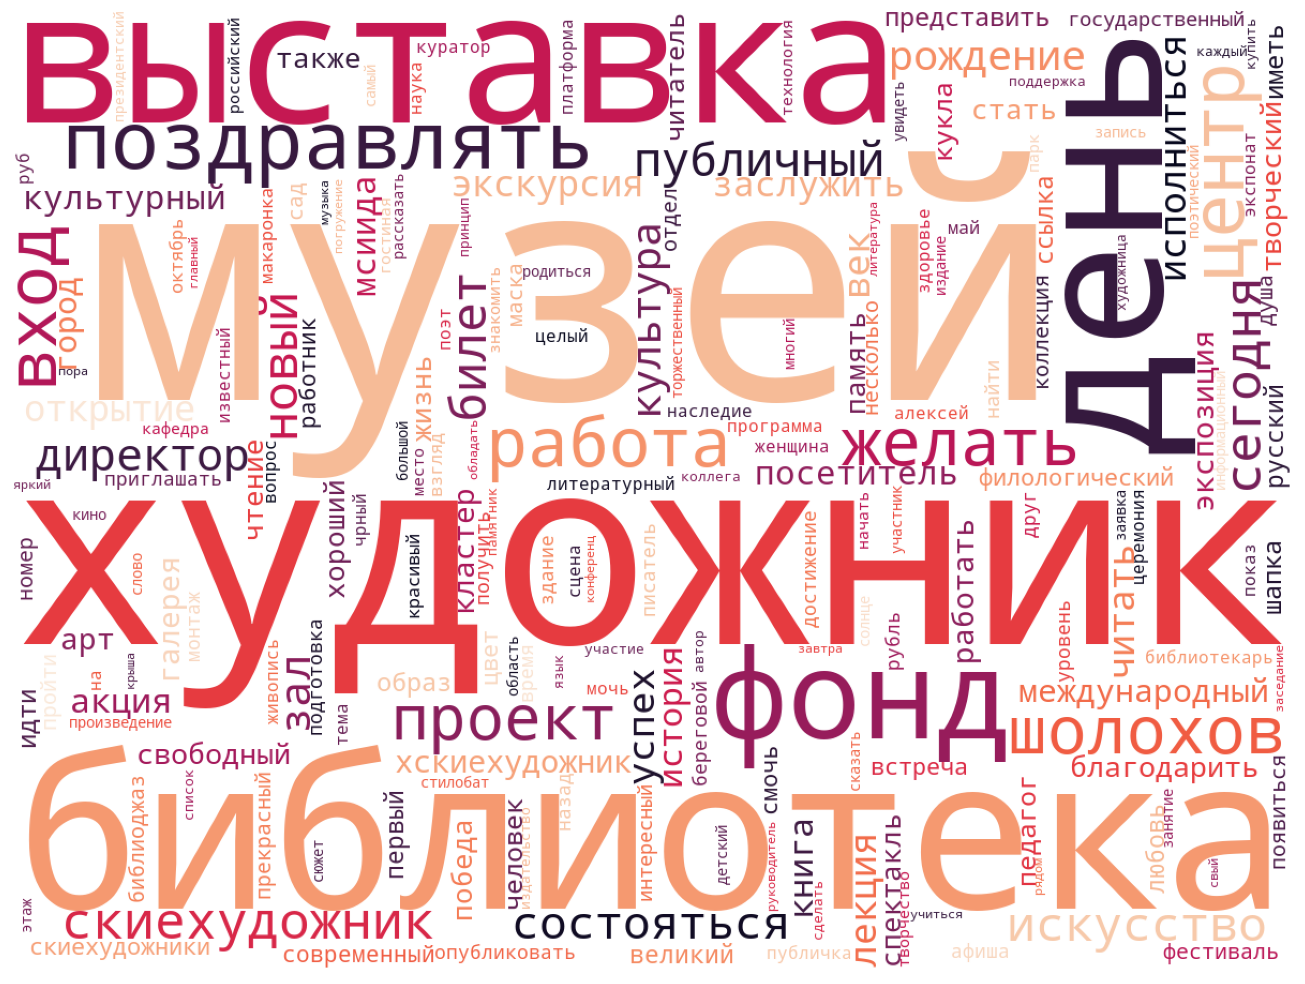 выставка
президентский
российский
также
куратор
самый
наука
платформа
читатель
технология
представить
государственный
рождение
каждый
купить
иметь
поддержка
увидеть
стать
день
поздравлять
публичный
кукла
запись
парк
исполниться
центр
экспонат
творческий
поэтический
руб
культурный
экскурсия
заслужить
музей
октябрь
главный
макаронка
сад
музыка
погружение
мсиида
гостиная
рассказать
принцип
отдел
родиться
знакомить
маска
культура
век
литература
здоровье
издание
май
ссылка
художница
душа
вход
город
пора
новый
работник
известный
билет
поэт
целый
торжественный
многий
память
несколько
коллекция
алексей
найти
экспозиция
сегодня
русский
информационный
открытие
кафедра
директор
приглашать
чтение
вопрос
большой
место
жизнь
взгляд
обладать
работа
наследие
программа
женщина
желать
посетитель
филологический
литературный
коллега
яркий
художник
кино
номер
слово
хороший
чрный
красивый
кластер
получить
памятник
здание
сцена
конференц
писатель
достижение
начать
участник
работать
друг
заявка
церемония
читать
показ
шапка
арт
галерея
монтаж
живопись
подготовка
зал
крыша
на
пройти
идти
акция
произведение
образ
цвет
область
время
язык
участие
мочь
тема
проект
успех
история
автор
береговой
завтра
рубль
солнце
фонд
уровень
библиотекарь
международный
заседание
шолохов
свободный
хскиехудожник
стилобат
встреча
благодарить
библиотека
библиоджаз
список
прекрасный
сюжет
первый
победа
человек
издательство
назад
интересный
детский
смочь
руководитель
книга
сделать
сказать
лекция
спектакль
творчество
учиться
педагог
рядом
любовь
занятие
свый
появиться
этаж
скиехудожник
состояться
искусство
скиехудожники
современный
опубликовать
великий
публичка
афиша
фестиваль